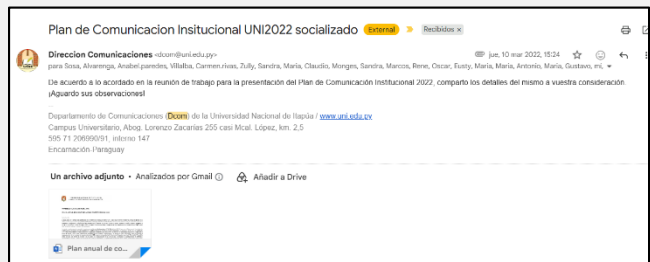 Plan de Comunicacion Insitucional UNI2022 socializado External Recibidos x
Direccion Comunicaciones <dcom@uni.edu.py> jue, 10 mar 2022, 15:24
para Sosa, Alvarenga, Anabel.paredes, Villalba, Carmen.rivas, Zully, Sandra, Maria, Claudio, Monges, Sandra, Marcos, Rene, Oscar, Eusty, Maria, Maria, Antonio, Maria, Gustavo, mí,
De acuerdo a lo acordado en la reunión de trabajo para la presentación del Plan de Comunicación Institucional 2022, comparto los detalles del mismo a vuestra consideración.
¡Aguardo sus observaciones!
Departamento de Comunicaciones (Dcom) de la Universidad Nacional de Itapúa / www.uni.edu.py
Campus Universitario, Abog. Lorenzo Zacarías 255 casi Mcal. López, km. 2,5
595 71 206990/91, interno 147
Encarnación-Paraguay
Un archivo adjunto • Analizados por Gmail Añadir a Drive
Plan anual de co...